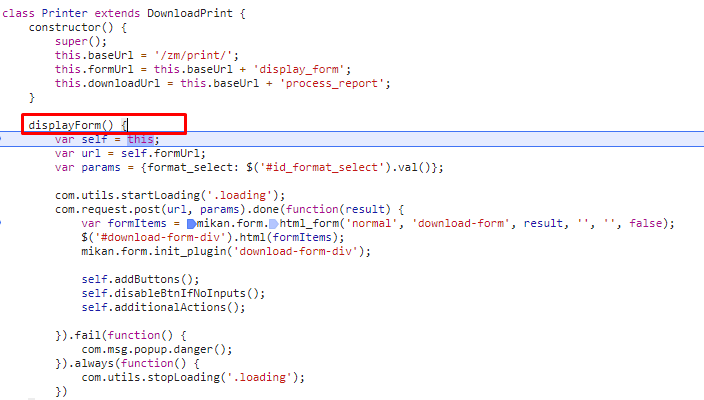 class Printer extends DownloadPrint {
    constructor() {
        super();
        this.baseUrl = '/zm/print/';
        this.formUrl = this.baseUrl + 'display_form';
        this.downloadUrl = this.baseUrl + 'process_report';
    }
    displayForm() {
        var self = this;
        var url = self.formUrl;
        var params = {format_select: $('#id_format_select').val()};
        com.utils.startLoading('.loading');
        com.request.post(url, params).done(function(result) {
            var formItems = mikan.form.html_form('normal', 'download-form', result, '', '', false);
            $('#download-form-div').html(formItems);
            mikan.form.init_plugin('download-form-div');
            self.addButtons();
            self.disableBtnIfNoInputs();
            self.additionalActions();
        }).fail(function() {
            com.msg.popup.danger();
        }).always(function() {
            com.utils.stopLoading('.loading');
        })